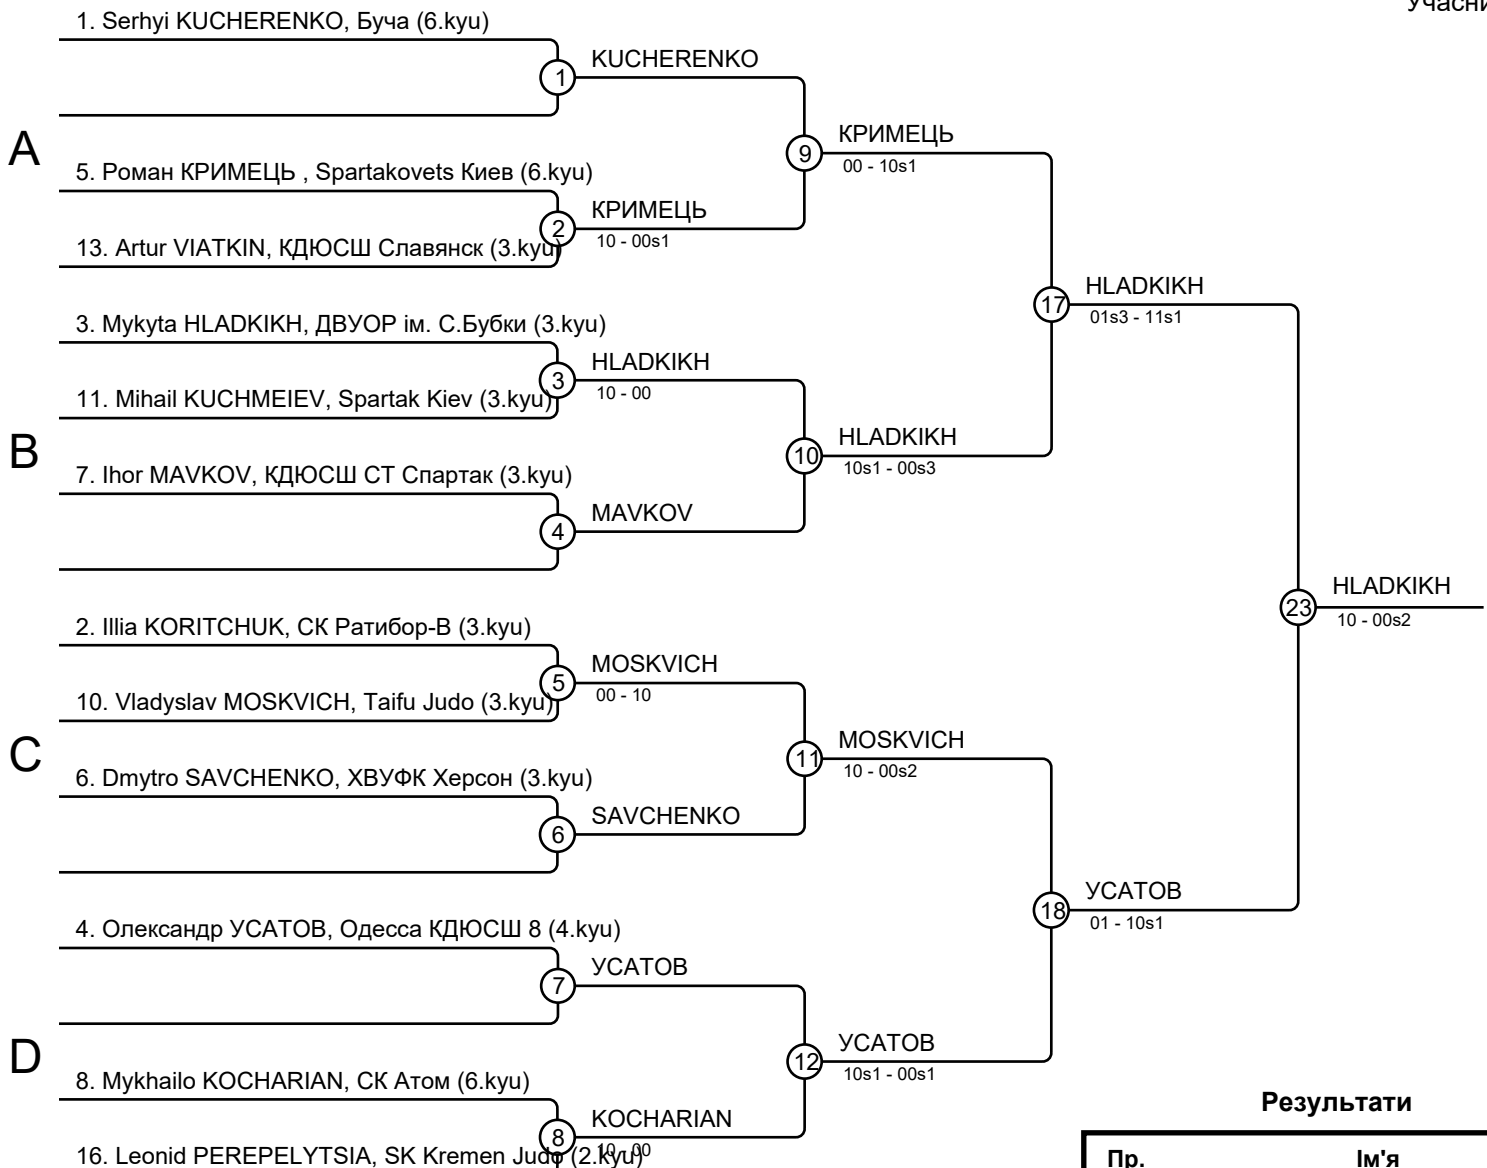 Учасни
1. Serhyi KUCHERENKO, Буча (6.kyu)
1
KUCHERENKO
A
5. Роман КРИМЕЦЬ , Spartakovets Киев (6.kyu)
2
КРИМЕЦЬ
10 - 00s1
13. Artur VIATKIN, КДЮСШ Славянск (3.kyu)
9
КРИМЕЦЬ
00 - 10s1
3. Mykyta HLADKIKH, ДВУОР ім. С.Бубки (3.kyu)
3
HLADKIKH
10 - 00
11. Mihail KUCHMEIEV, Spartak Kiev (3.kyu)
B
10
HLADKIKH
10s1 - 00s3
7. Ihor MAVKOV, КДЮСШ СТ Спартак (3.kyu)
4
MAVKOV
17
HLADKIKH
01s3 - 11s1
2. Illia KORITCHUK, СК Ратибор-В (3.kyu)
5
MOSKVICH
00 - 10
10. Vladyslav MOSKVICH, Taifu Judo (3.kyu)
C
11
MOSKVICH
10 - 00s2
6. Dmytro SAVCHENKO, ХВУФК Херсон (3.kyu)
6
SAVCHENKO
23
HLADKIKH
10 - 00s2
4. Олександр УСАТОВ, Одесса КДЮСШ 8 (4.kyu)
7
УСАТОВ
18
УСАТОВ
01 - 10s1
D
12
УСАТОВ
10s1 - 00s1
8. Mykhailo KOCHARIAN, СК Атом (6.kyu)
8
KOCHARIAN
10 - 00
16. Leonid PEREPELYTSIA, SK Kremen Judo (2.kyu)
Результати
Пр. Ім'я